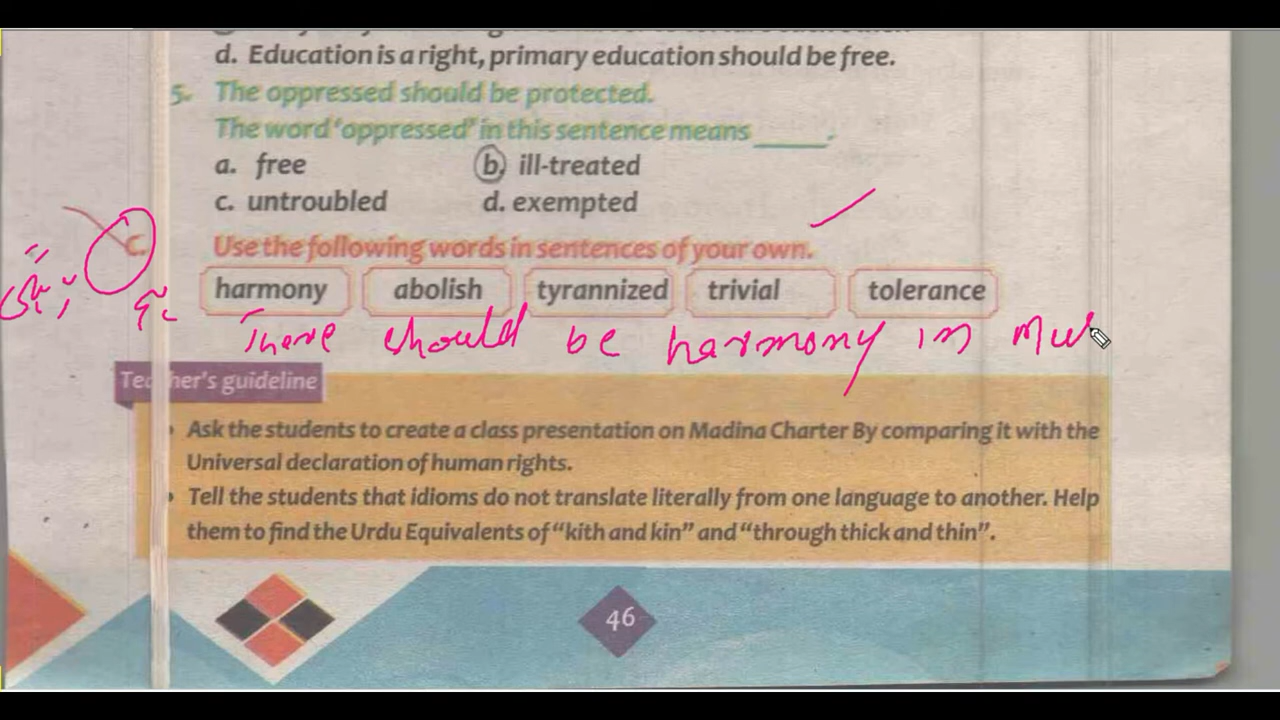 d. Education is a right, primary education should be free.
5. The oppressed should be protected.
The word 'oppressed' in this sentence means _____.
a. free b. ill-treated
c. untroubled d. exempted
C. Use the following words in sentences of your own.
harmony abolish tyrannized trivial tolerance
There should be harmony in
Teacher's guideline
Ask the students to create a class presentation on Madina Charter By comparing it with the
Universal declaration of human rights.
Tell the students that idioms do not translate literally from one language to another. Help
them to find the Urdu Equivalents of "kith and kin" and "through thick and thin".
46